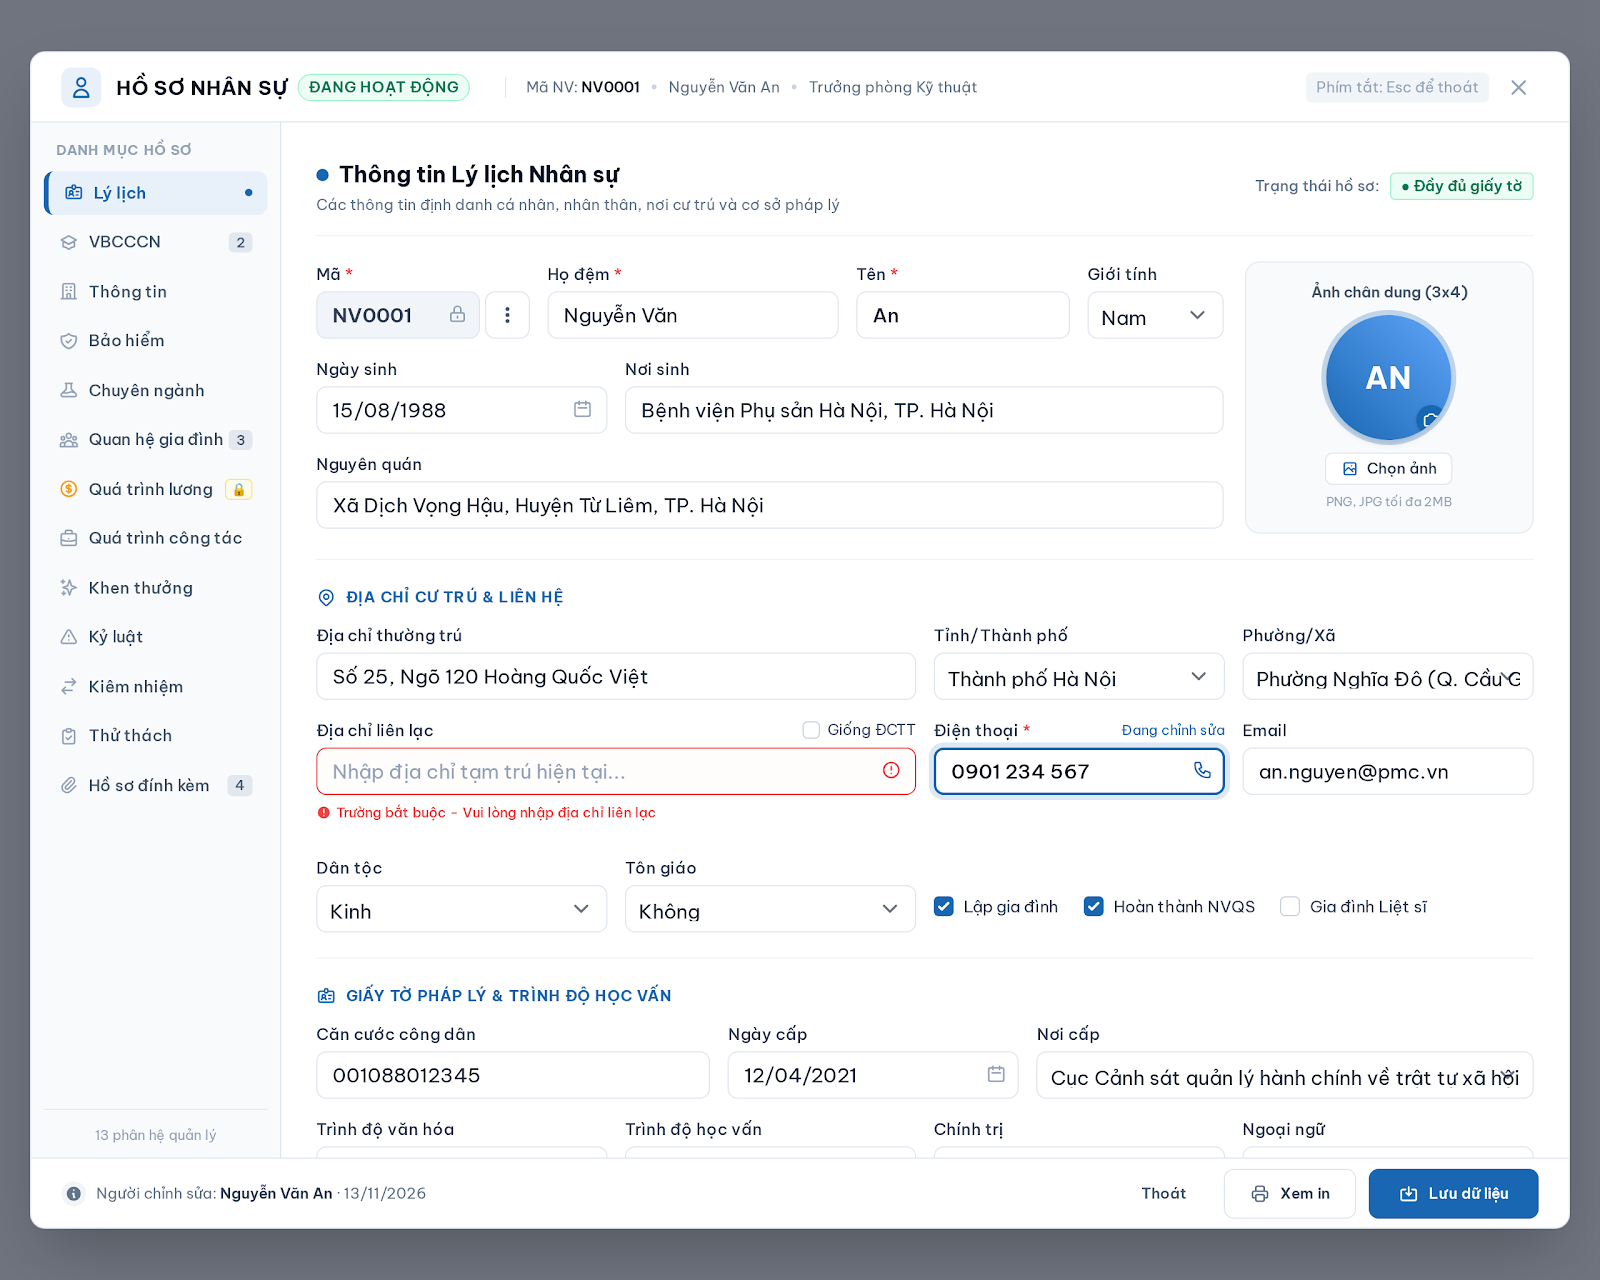 HỒ SƠ NHÂN SỰ
ĐANG HOẠT ĐỘNG
Mã NV: NV0001 • Nguyễn Văn An • Trưởng phòng Kỹ thuật
Phím tắt: Esc để thoát
DANH MỤC HỒ SƠ
Lý lịch
VBCCCN 2
Thông tin
Bảo hiểm
Chuyên ngành
Quan hệ gia đình 3
Quá trình lương
Quá trình công tác
Khen thưởng
Kỷ luật
Kiêm nhiệm
Thử thách
Hồ sơ đính kèm 4
13 phân hệ quản lý
Thông tin Lý lịch Nhân sự
Các thông tin định danh cá nhân, nhân thân, nơi cư trú và cơ sở pháp lý
Trạng thái hồ sơ: • Đầy đủ giấy tờ
Mã * Họ đệm * Tên * Giới tính
NV0001 Nguyễn Văn An Nam
Ngày sinh Nơi sinh
15/08/1988 Bệnh viện Phụ sản Hà Nội, TP. Hà Nội
Nguyên quán
Xã Dịch Vọng Hậu, Huyện Từ Liêm, TP. Hà Nội
Ảnh chân dung (3x4)
AN
Chọn ảnh
PNG, JPG tối đa 2MB
ĐỊA CHỈ CƯ TRÚ & LIÊN HỆ
Địa chỉ thường trú Tỉnh/Thành phố Phường/Xã
Số 25, Ngõ 120 Hoàng Quốc Việt Thành phố Hà Nội Phường Nghĩa Đô (Q. Cầu G
Địa chỉ liên lạc Giống ĐCTT Điện thoại * Đang chỉnh sửa Email
Nhập địa chỉ tạm trú hiện tại... 0901 234 567 an.nguyen@pmc.vn
Trường bắt buộc - Vui lòng nhập địa chỉ liên lạc
Dân tộc Tôn giáo
Kinh Không Lập gia đình Hoàn thành NVQS Gia đình Liệt sĩ
GIẤY TỜ PHÁP LÝ & TRÌNH ĐỘ HỌC VẤN
Căn cước công dân Ngày cấp Nơi cấp
001088012345 12/04/2021 Cục Cảnh sát quản lý hành chính về trật tự xã hội
Trình độ văn hóa Trình độ học vấn Chính trị Ngoại ngữ
Người chỉnh sửa: Nguyễn Văn An · 13/11/2026
Thoát
Xem in
Lưu dữ liệu